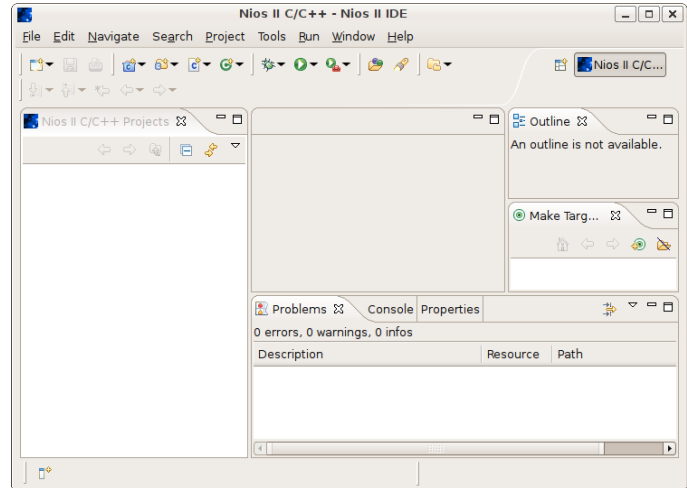 Nios II C/C++ - Nios II IDE
File Edit Navigate Search Project Tools Run Window Help
Nios II C/C...
Nios II C/C++ Projects
Outline
An outline is not available.
Make Targ...
Problems Console Properties
0 errors, 0 warnings, 0 infos
Description Resource Path